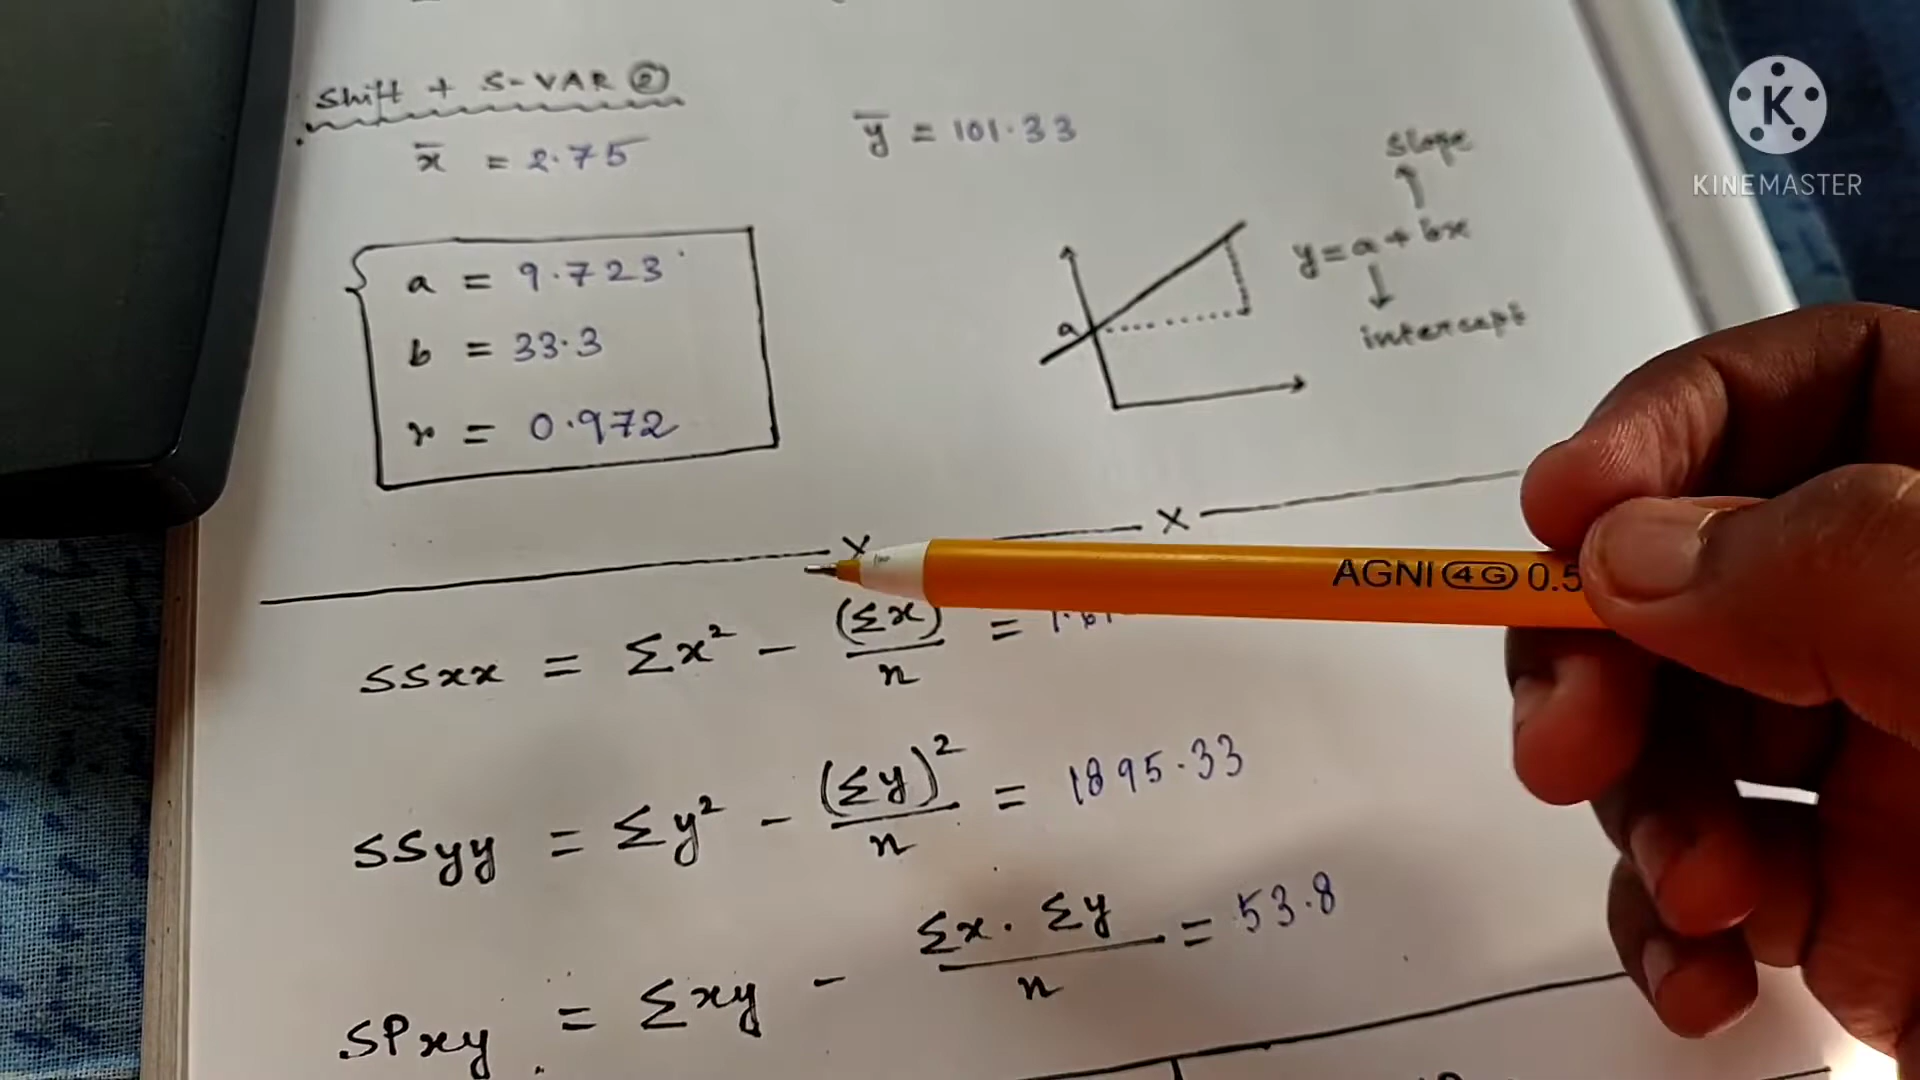 Shift + S-VAR ②
x̄ = 2.75
ȳ = 101.33
a = 9.723
b = 33.3
r = 0.972
slope
y = a + bx
intercept
a
x x
SSxx = Σx² - (Σx)/n =
SSyy = Σy² - (Σy)²/n = 1895.33
SPxy = Σxy - Σx. Σy/n = 53.8
AGNI 4G 0.5
K
KINEMASTER